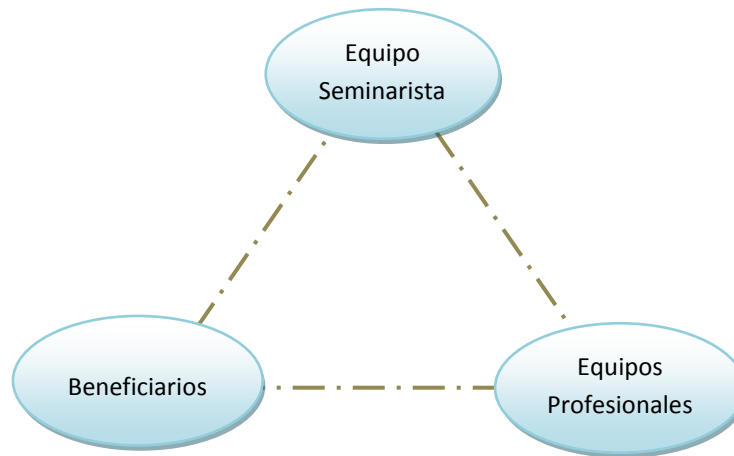 Equipo
Seminarista
Beneficiarios
Equipos
Profesionales